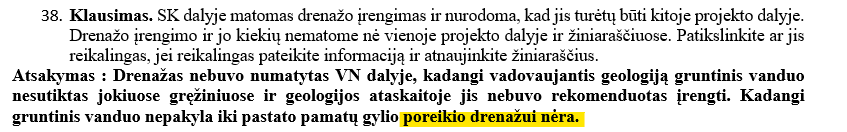 38. Klausimas. SK dalyje matomas drenažo įrengimas ir nurodoma, kad jis turėtų būti kitoje projekto dalyje.
Drenažo įrengimo ir jo kiekių nematome nė vienoje projekto dalyje ir žiniaraščiuose. Patikslinkite ar jis
reikalingas, jei reikalingas pateikite informaciją ir atnaujinkite žiniaraščius.
Atsakymas : Drenažas nebuvo numatytas VN dalyje, kadangi vadovaujantis geologiją gruntinis vanduo
nesutiktas jokiuose gręžiniuose ir geologijos ataskaitoje jis nebuvo rekomenduotas įrengti. Kadangi
gruntinis vanduo nepakyla iki pastato pamatų gylio poreikio drenažui nėra.